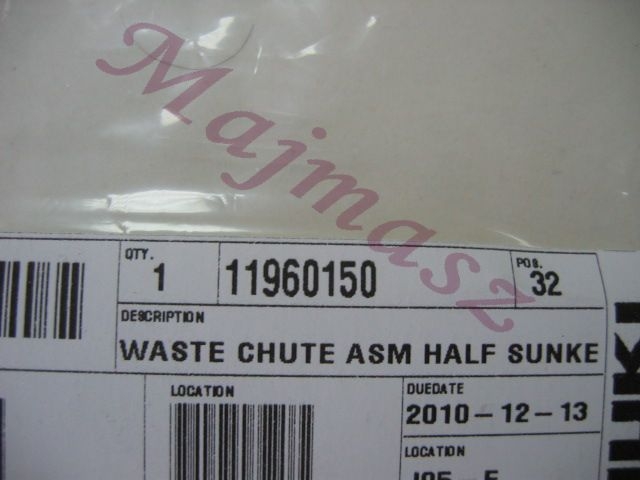 Majmasz
QTY.
1
11960150
POS.
32
DESCRIPTION
WASTE CHUTE ASM HALF SUNKE
LOCATION
DUEDATE
2010-12-13
LOCATION